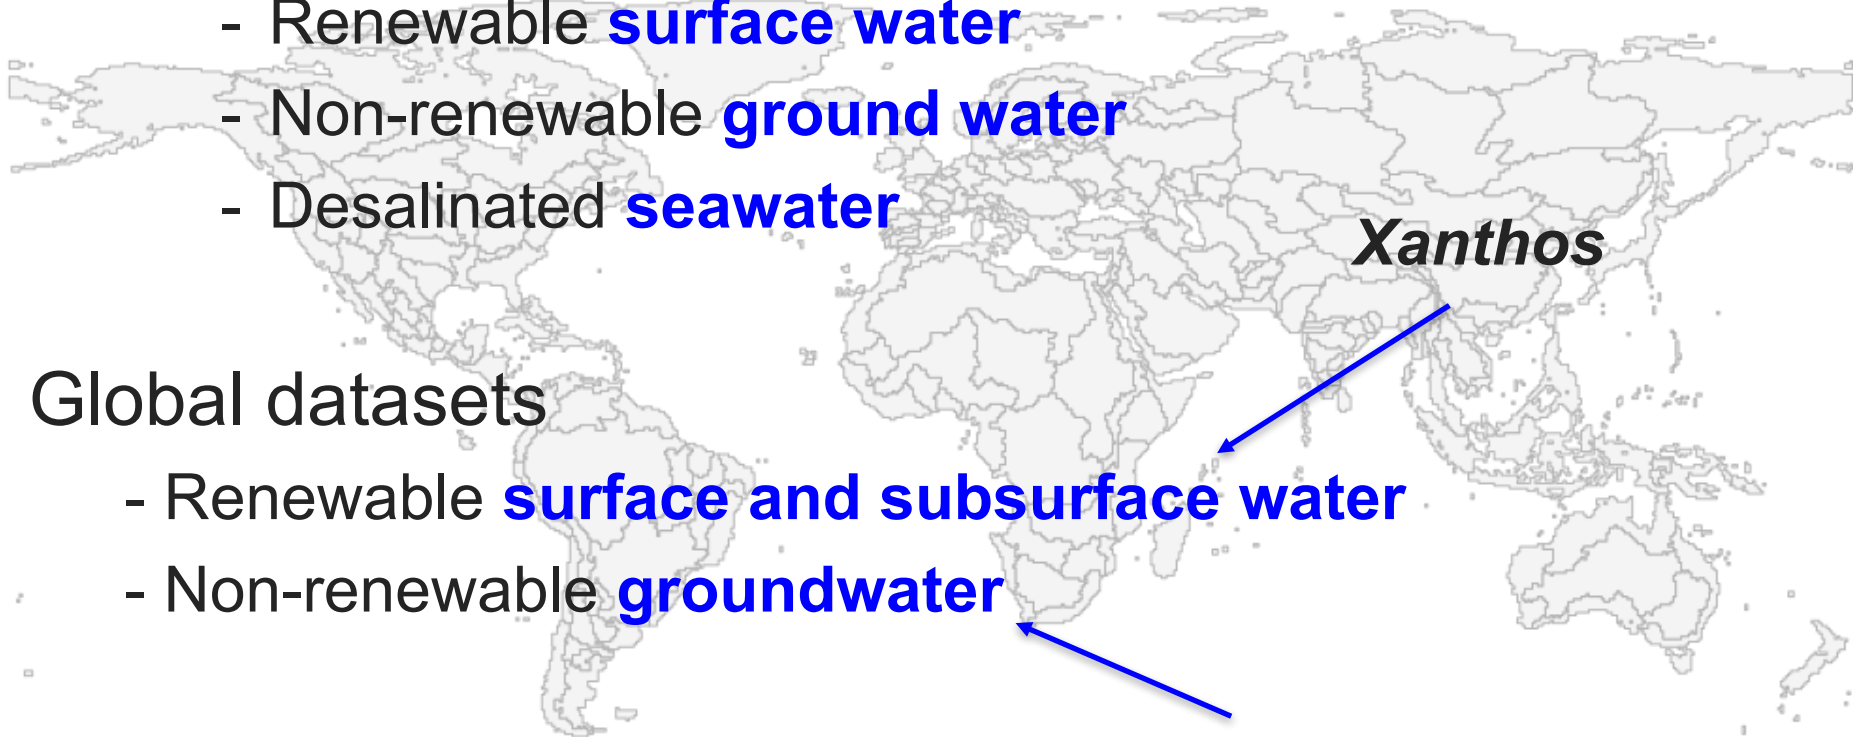 - Renewable surface water
- Non-renewable ground water
- Desalinated seawater
Xanthos
Global datasets
- Renewable surface and subsurface water
- Non-renewable groundwater